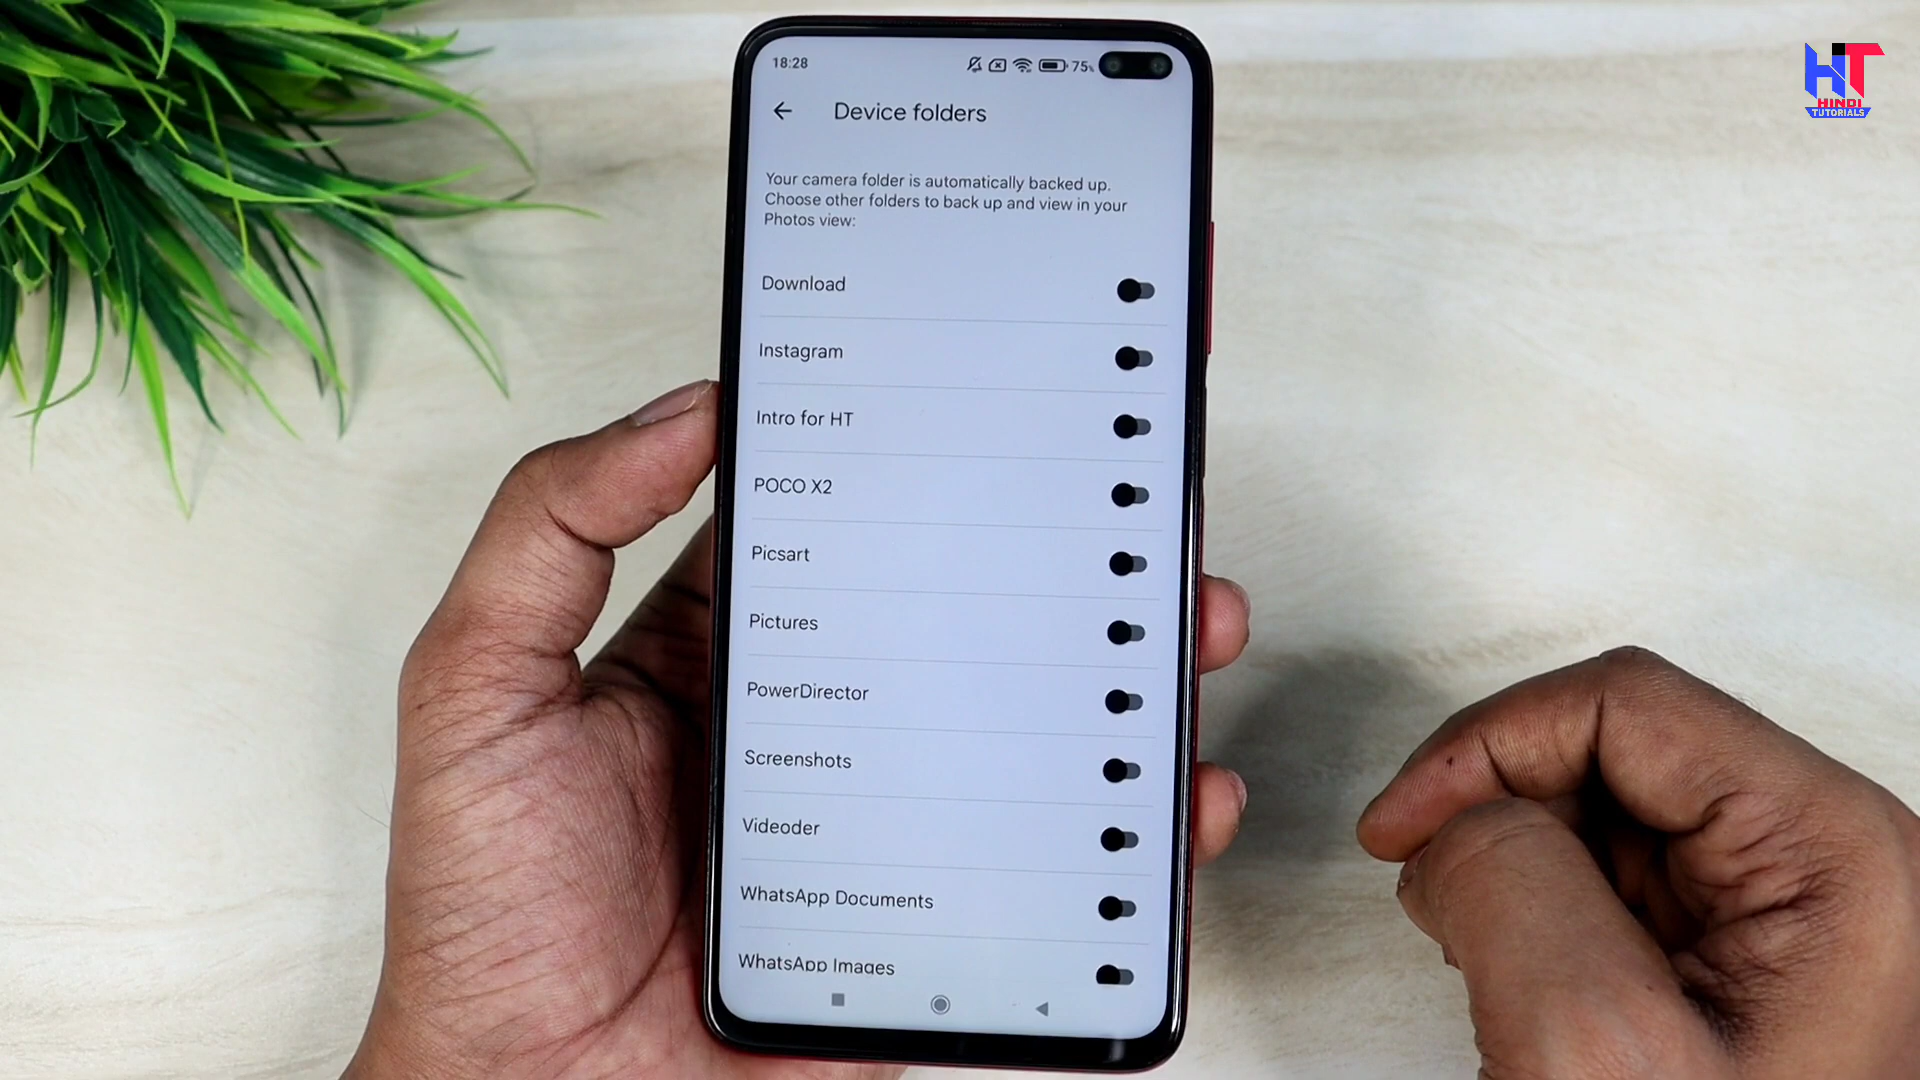 18:28
75%
Device folders
Your camera folder is automatically backed up.
Choose other folders to back up and view in your
Photos view:
Download
Instagram
Intro for HT
POCO X2
Picsart
Pictures
PowerDirector
Screenshots
Videoder
WhatsApp Documents
WhatsApp Images
HT
HINDI
TUTORIALS